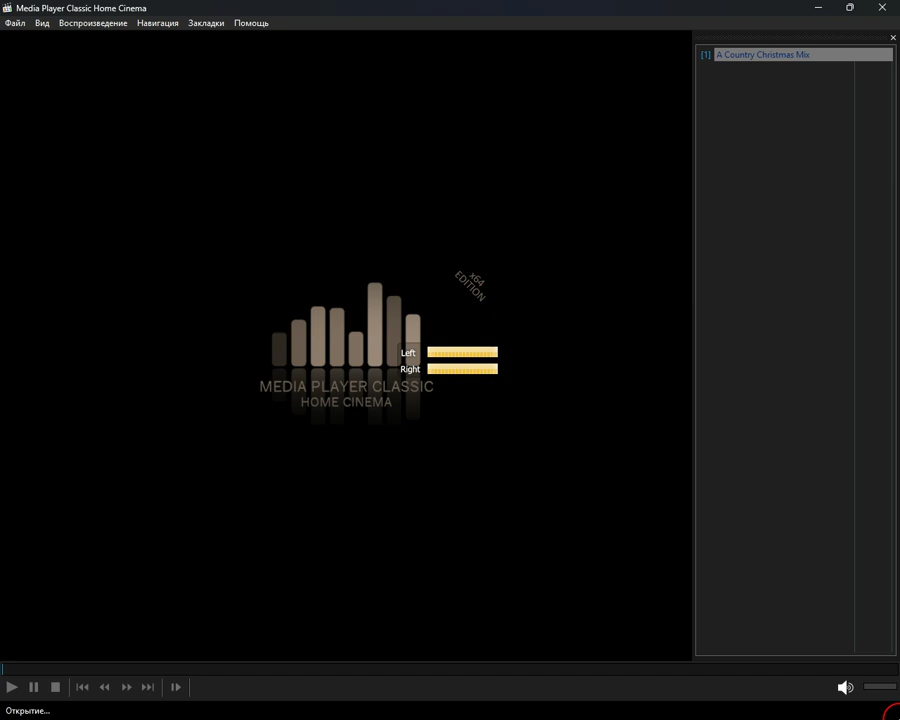 Media Player Classic Home Cinema
Файл Вид Воспроизведение Навигация Закладки Помощь
[1] A Country Christmas Mix
x64
EDITION
Left
Right
MEDIA PLAYER CLASSIC
HOME CINEMA
Открытие...